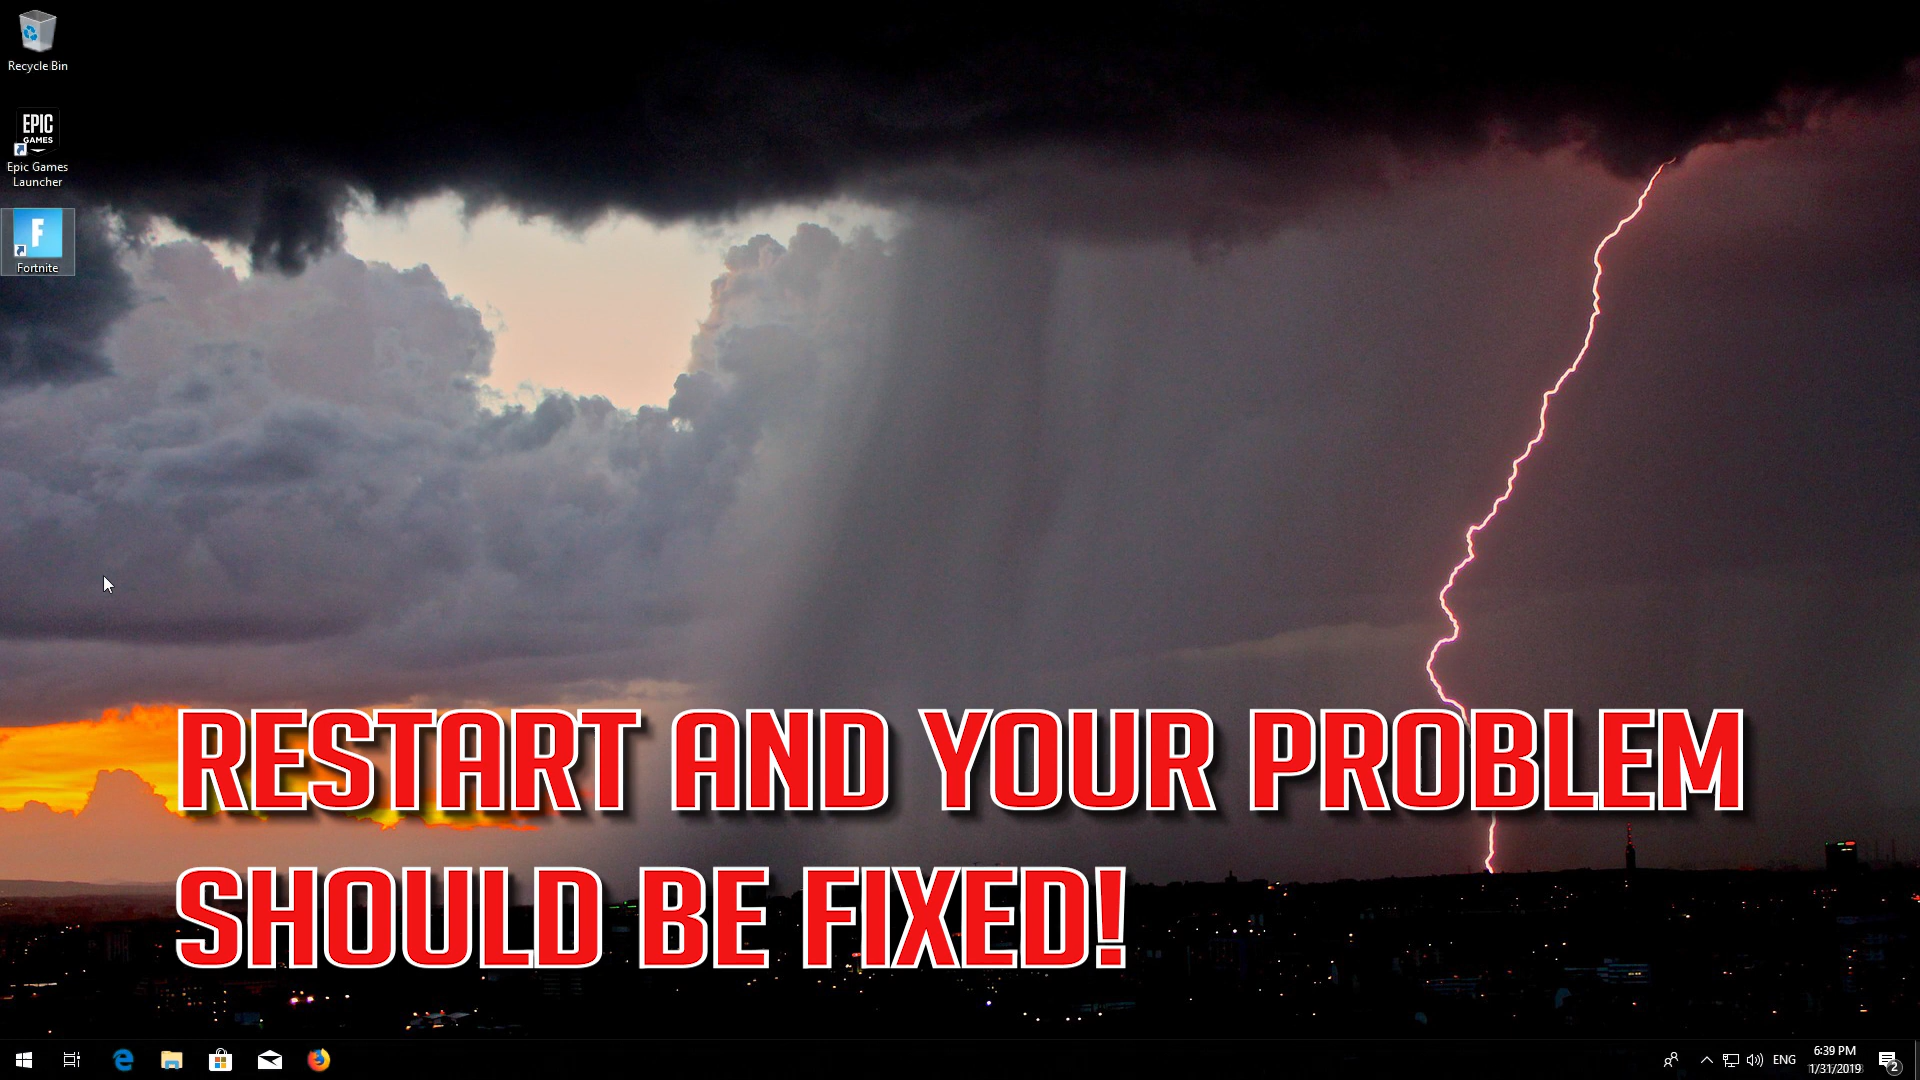 Recycle Bin
EPIC
GAMES
Epic Games
Launcher
F
Fortnite
RESTART AND YOUR PROBLEM
SHOULD BE FIXED!
ENG
6:39 PM
1/31/2019
2